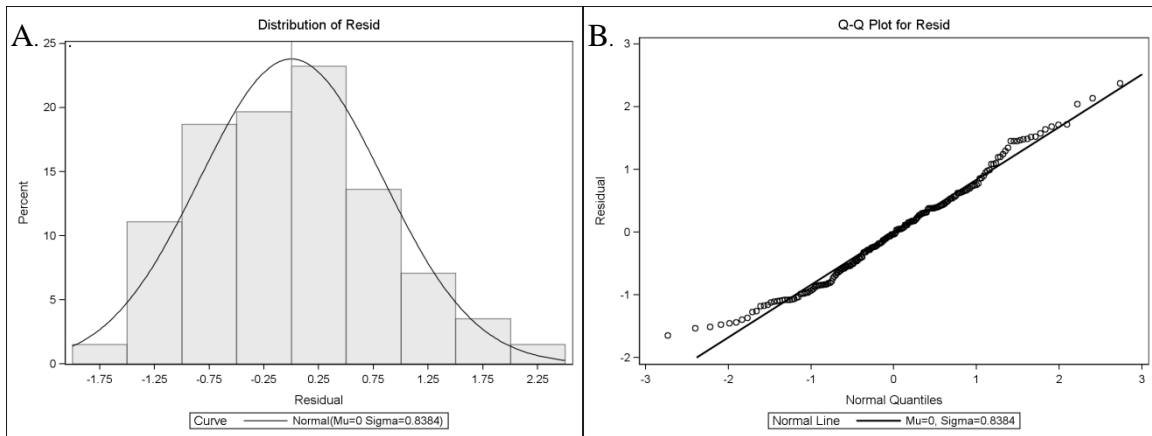 A.
Distribution of Resid
25
20
15
10
5
0
Percent
-1.75 -1.25 -0.75 -0.25 0.25 0.75 1.25 1.75 2.25
Residual
Curve Normal(Mu=0 Sigma=0.8384)
B.
Q-Q Plot for Resid
3
2
1
0
-1
-2
Residual
-3 -2 -1 0 1 2 3
Normal Quantiles
Normal Line Mu=0, Sigma=0.8384